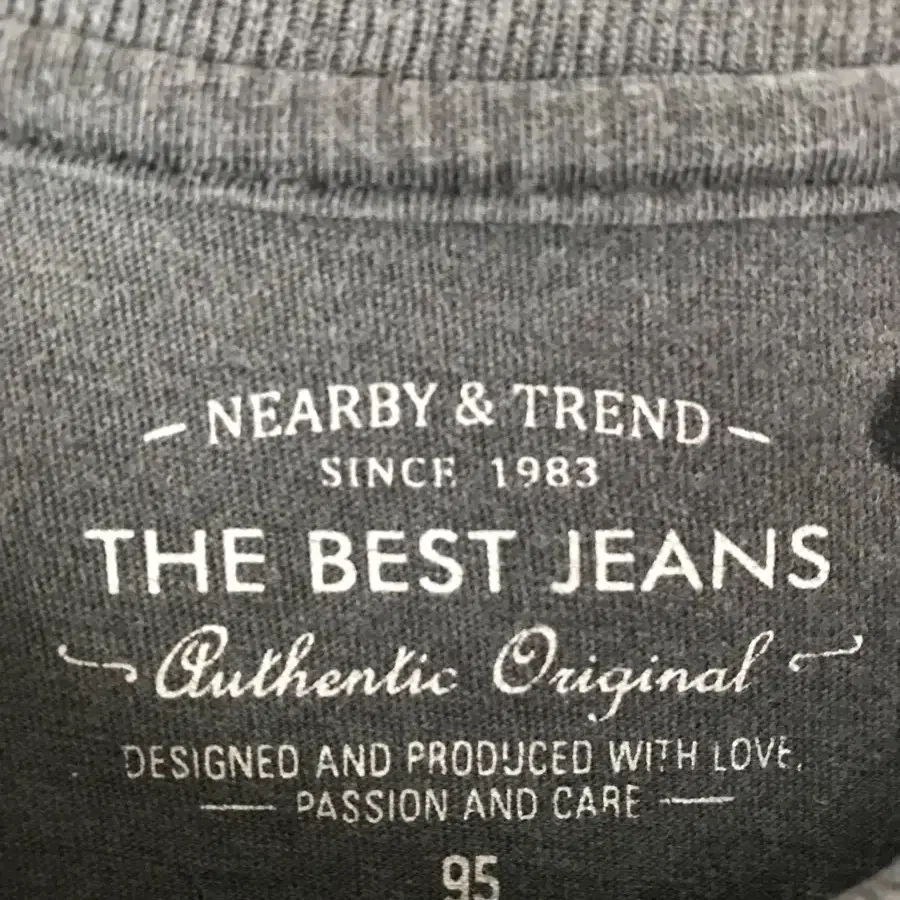 NEARBY & TREND
SINCE 1983
THE BEST JEANS
Authentic Original
DESIGNED AND PRODUCED WITH LOVE,
PASSION AND CARE
95